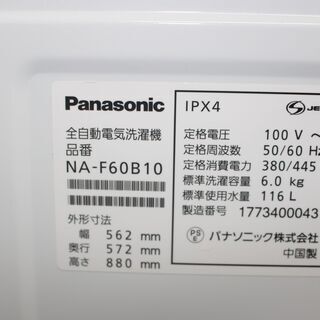 Panasonic
全自動電気洗濯機
品番
NA-F60B10
外形寸法
幅 562 mm
奥行 572 mm
高さ 880 mm
IPX4
定格電圧 100 V ~
定格周波数 50/60 Hz
定格消費電力 380/445
標準洗濯容量 6.0 kg
標準使用水量 116 L
製造番号 1773400043
PS E パナソニック株式会
中国製